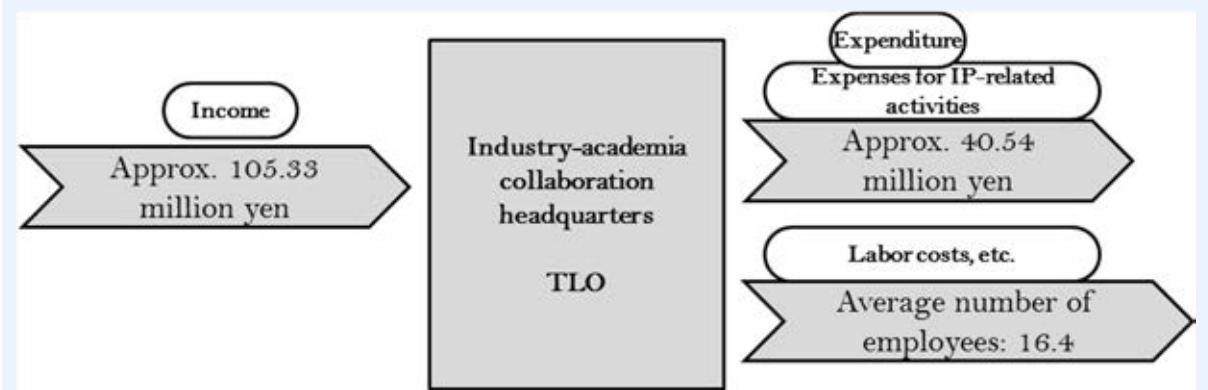 Income
Approx. 105.33
million yen
Industry-academia
collaboration
headquarters
TLO
Expenditure
Expenses for IP-related
activities
Approx. 40.54
million yen
Labor costs, etc.
Average number of
employees: 16.4